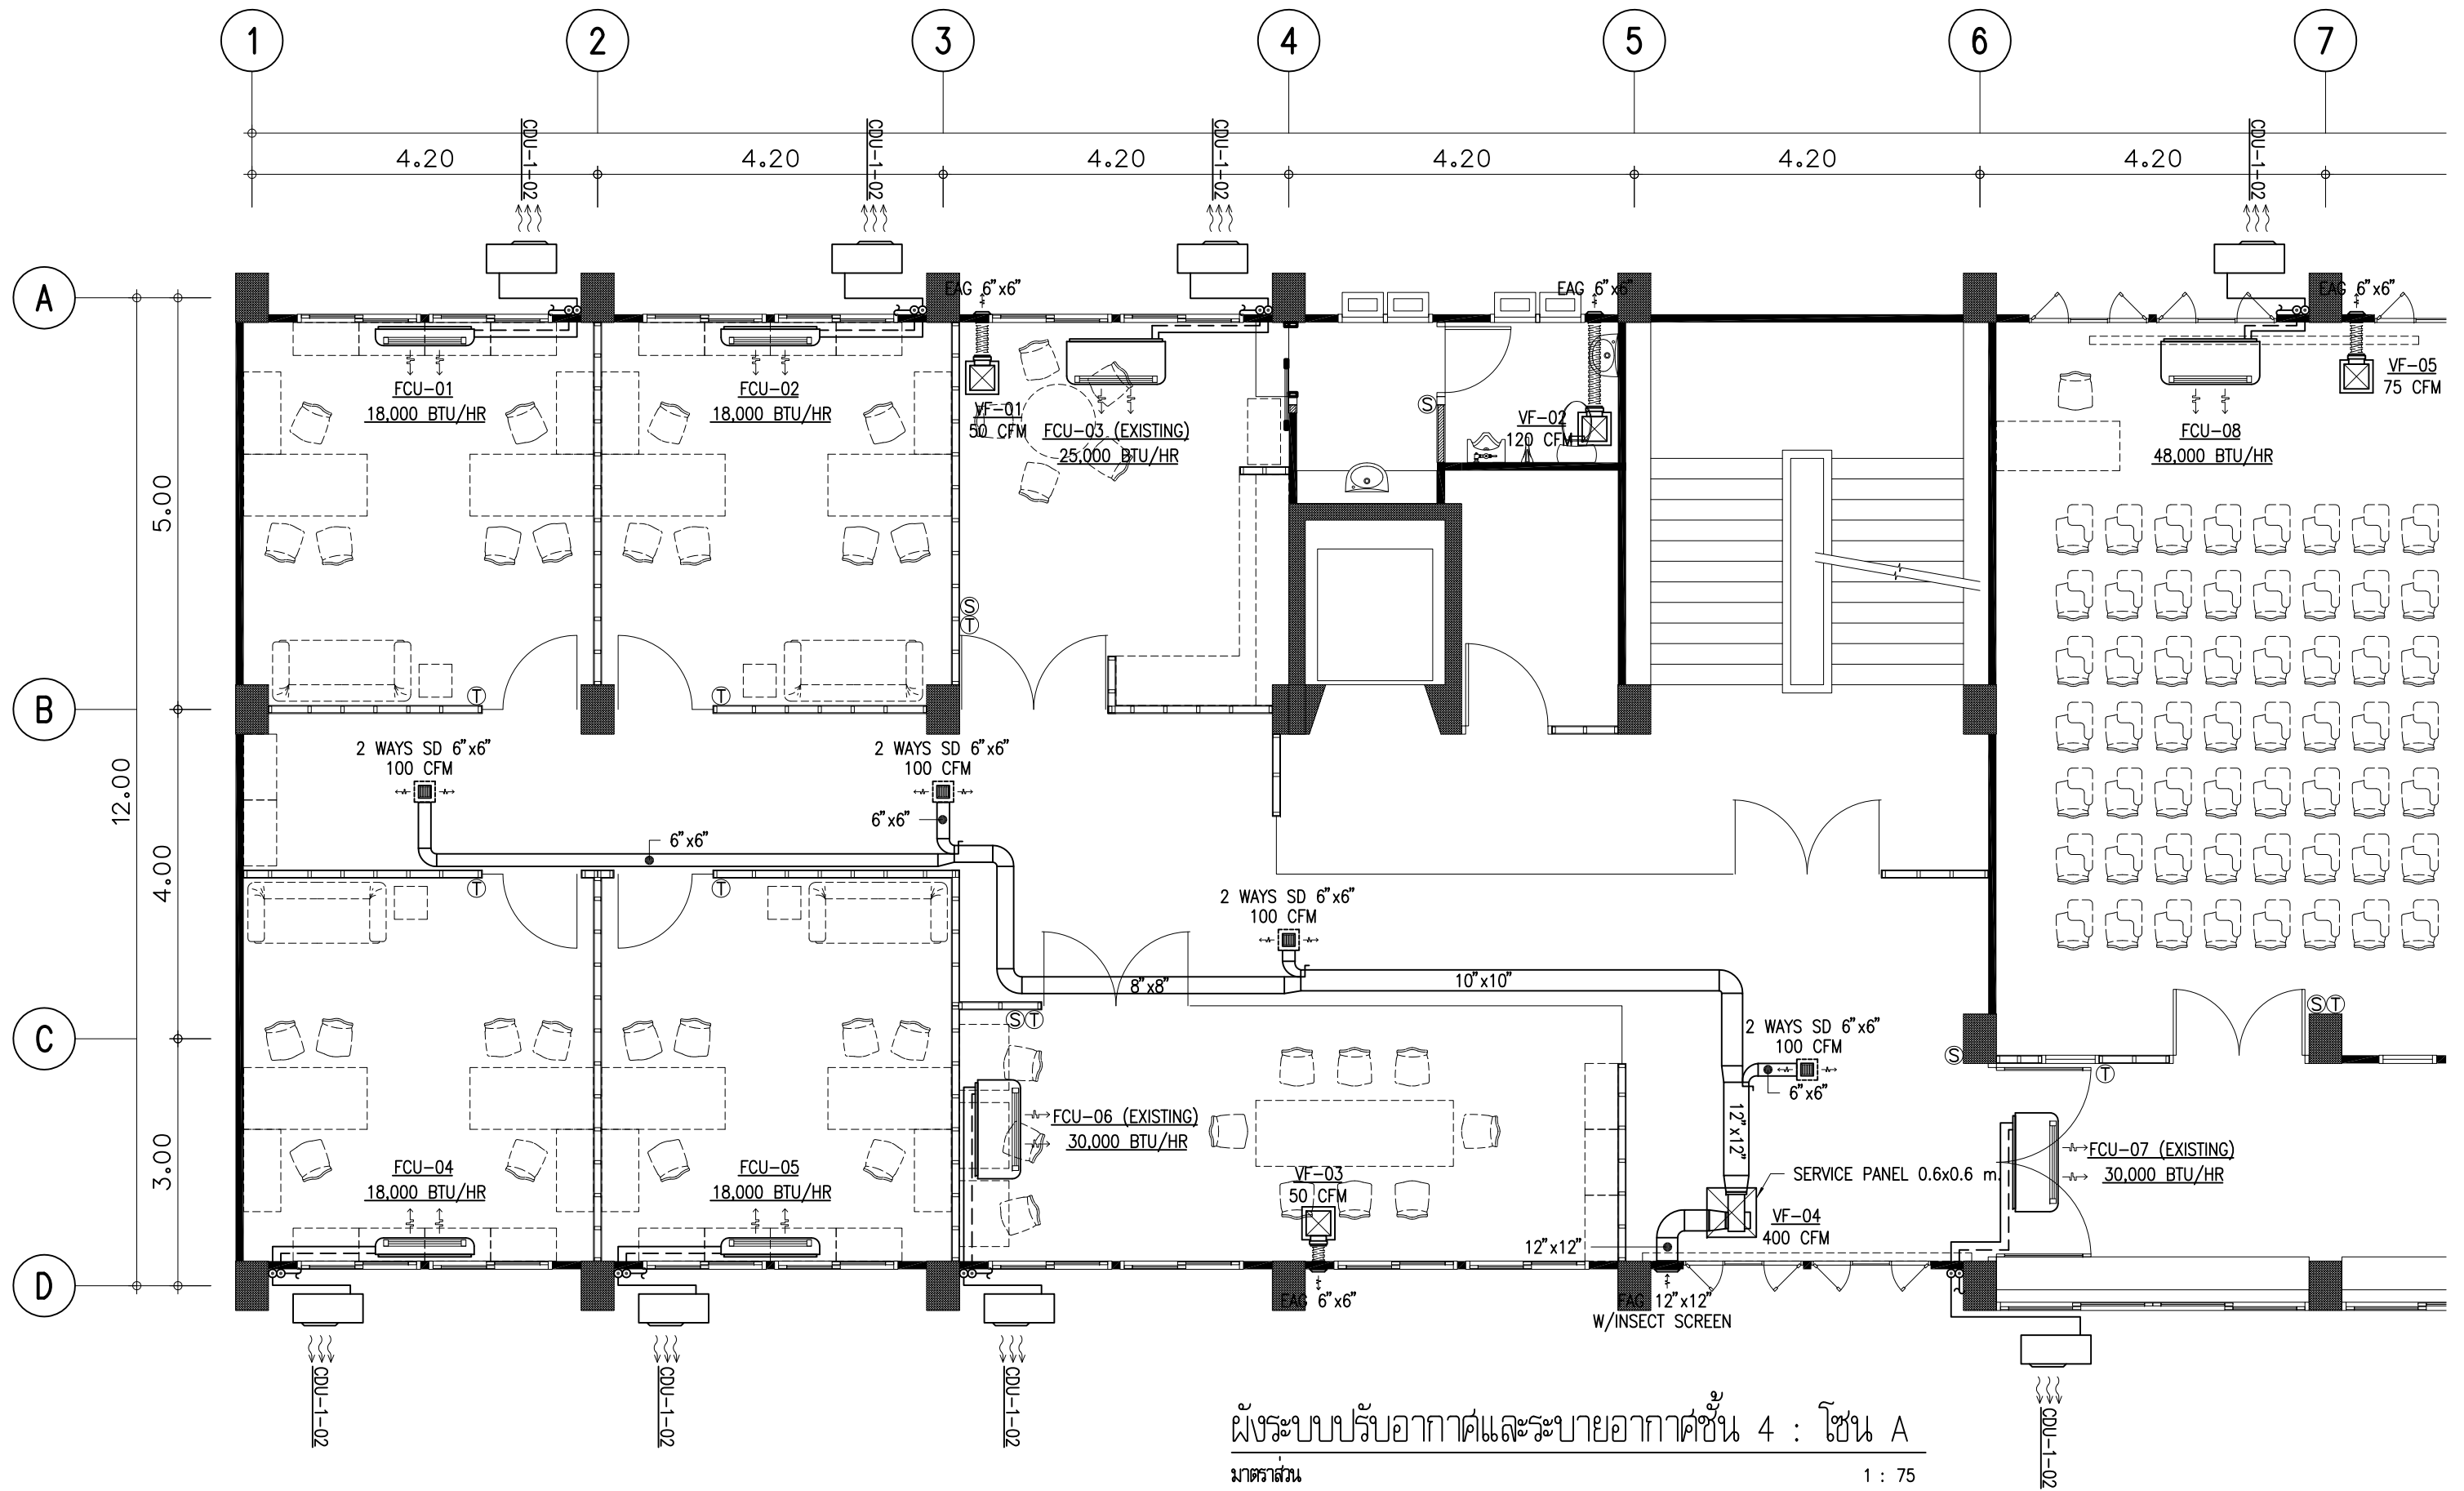 1
2
3
4
5
6
7
CDU-1-02
CDU-1-02
CDU-1-02
CDU-1-02
4.20
4.20
4.20
4.20
4.20
4.20
A
EAG 6"x6"
EAG 6"x6"
EAG 6"x6"
FCU-01
18,000 BTU/HR
FCU-02
18,000 BTU/HR
VF-01
50 CFM
FCU-03 (EXISTING)
25,000 BTU/HR
S
VF-02
120 CFM
FCU-08
48,000 BTU/HR
VF-05
75 CFM
5.00
S
T
T
T
B
12.00
2 WAYS SD 6"x6"
100 CFM
2 WAYS SD 6"x6"
100 CFM
6"x6"
6"x6"
4.00
T
T
2 WAYS SD 6"x6"
100 CFM
8"x8"
10"x10"
S T
S T
C
2 WAYS SD 6"x6"
100 CFM
6"x6"
S
T
12"x12"
FCU-06 (EXISTING)
30,000 BTU/HR
FCU-07 (EXISTING)
30,000 BTU/HR
3.00
FCU-04
18,000 BTU/HR
FCU-05
18,000 BTU/HR
VF-03
50 CFM
SERVICE PANEL 0.6x0.6 m.
VF-04
400 CFM
12"x12"
D
EAG 6"x6"
FAG 12"x12"
W/INSECT SCREEN
CDU-1-02
CDU-1-02
CDU-1-02
CDU-1-02
ผังระบบปรับอากาศและระบายอากาศชั้น 4 : โซน A
มาตราส่วน 1 : 75